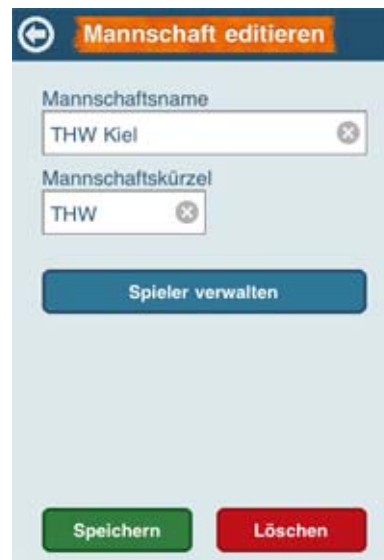 Mannschaft editieren
Mannschaftsname
THW Kiel
Mannschaftskürzel
THW
Spieler verwalten
Speichern
Löschen